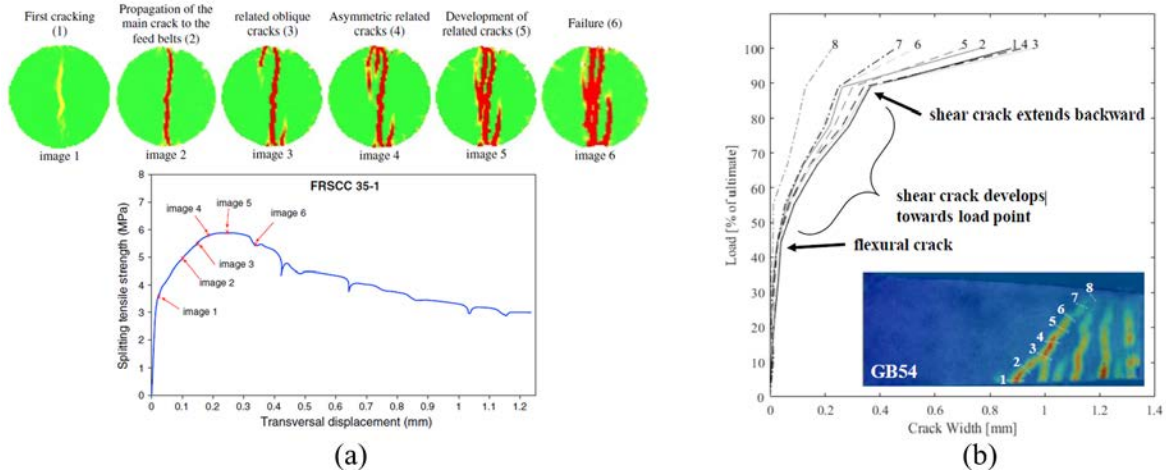 First cracking
(1)
Propagation of
the main crack to
the feed belts (2)
related oblique
cracks (3)
Asymmetric related
cracks (4)
Development of
related cracks (5)
Failure (6)
image 1
image 2
image 3
image 4
image 5
image 6
FRSCC 35-1
Splitting tensile strength (MPa)
8
7
6
5
4
3
2
1
0
image 4
image 5
image 6
image 3
image 2
image 1
0 0.1 0.2 0.3 0.4 0.5 0.6 0.7 0.8 0.9 1 1.1 1.2
Transversal displacement (mm)
(a)
Load [% of ultimate]
110
100
90
80
70
60
50
40
30
20
10
0
8 7 6 5 2 1 4 3
shear crack extends backward
shear crack develops
towards load point
flexural crack
GB54
1 2 3 4 5 6 7 8
0 0.2 0.4 0.6 0.8 1 1.2 1.4
Crack Width [mm]
(b)